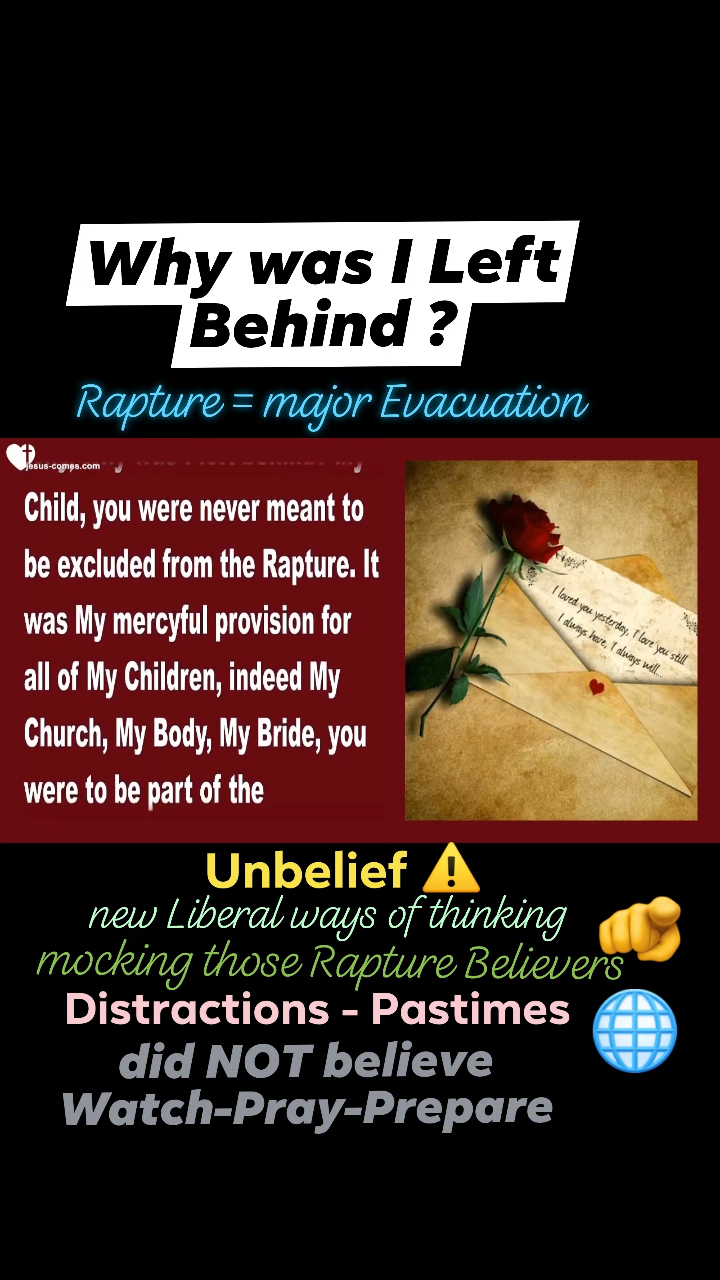 Why was I Left
Behind ?
Rapture = major Evacuation
jesus-comes.com
Child, you were never meant to
be excluded from the Rapture. It
was My mercyful provision for
all of My Children, indeed My
Church, My Body, My Bride, you
were to be part of the
I loved you yesterday, I love you still
I always have, I always will...
Unbelief ⚠️
new Liberal ways of thinking
mocking those Rapture Believers
Distractions - Pastimes
did NOT believe
Watch-Pray-Prepare